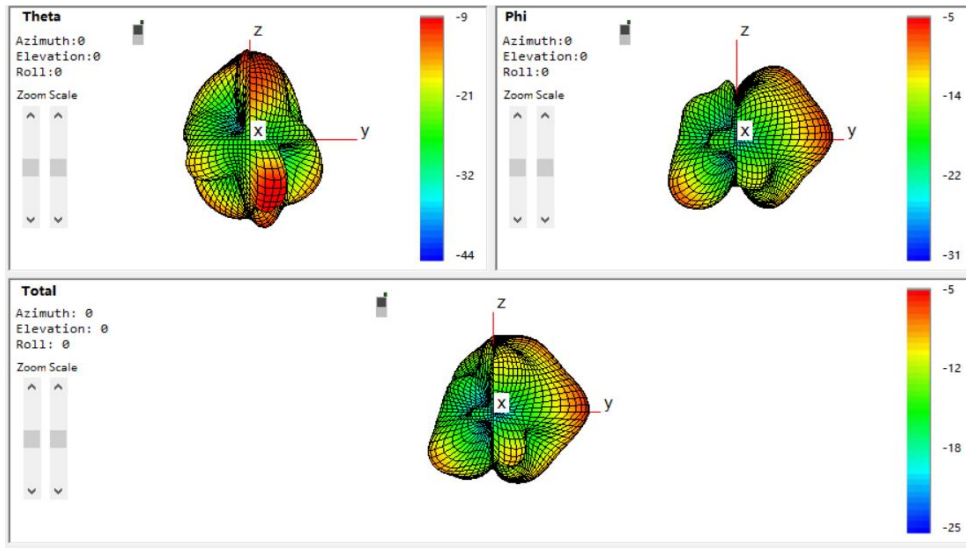 Theta
Azimuth:0
Elevation:0
Roll:0
Zoom Scale
z
x
y
-9
-21
-32
-44
Phi
Azimuth:0
Elevation:0
Roll:0
Zoom Scale
z
x
y
-5
-14
-22
-31
Total
Azimuth: 0
Elevation: 0
Roll: 0
Zoom Scale
z
x
y
-5
-12
-18
-25